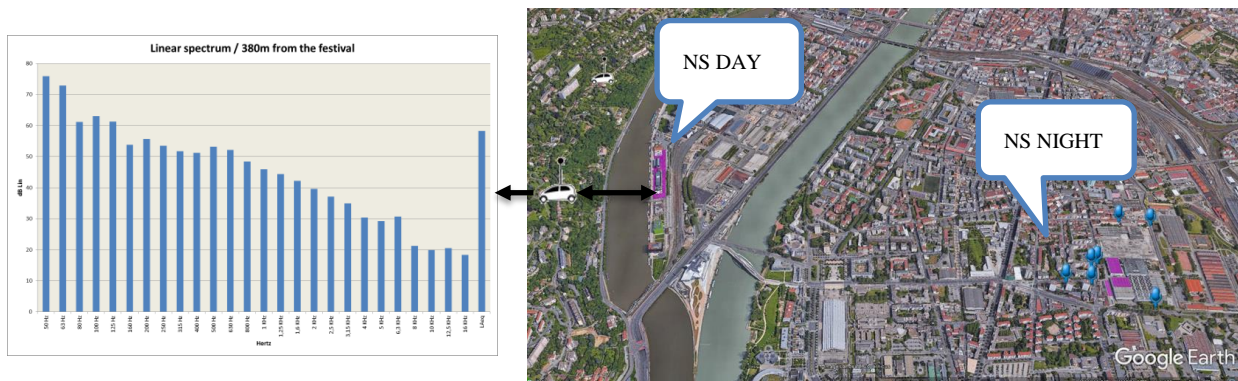 Linear spectrum / 380m from the festival
80
70
60
50
40
30
20
10
0
dB Lin
50 Hz
63 Hz
80 Hz
100 Hz
125 Hz
160 Hz
200 Hz
250 Hz
315 Hz
400 Hz
500 Hz
630 Hz
800 Hz
1 KHz
1,25 KHz
1,6 KHz
2 KHz
2,5 KHz
3,15 KHz
4 KHz
5 KHz
6,3 KHz
8 KHz
10 KHz
12,5 KHz
16 KHz
LAeq
Hertz
NS DAY
NS NIGHT
Google Earth